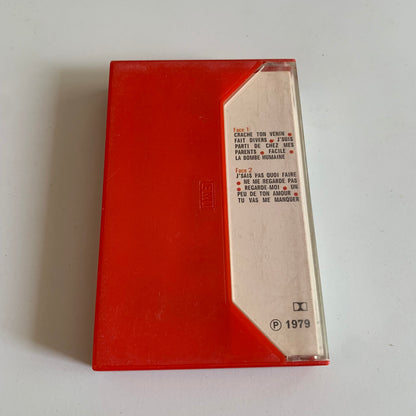 Face 1
CRACHE TON VENIN •
FAIT DIVERS • J'SUIS
PARTI DE CHEZ MES
PARENTS • FACILE •
LA BOMBE HUMAINE
Face 2
J'SAIS PAS QUOI FAIRE
• NE ME REGARDE PAS
• REGARDE-MOI • UN
PEU DE TON AMOUR •
TU VAS ME MANQUER
EMI
℗ 1979